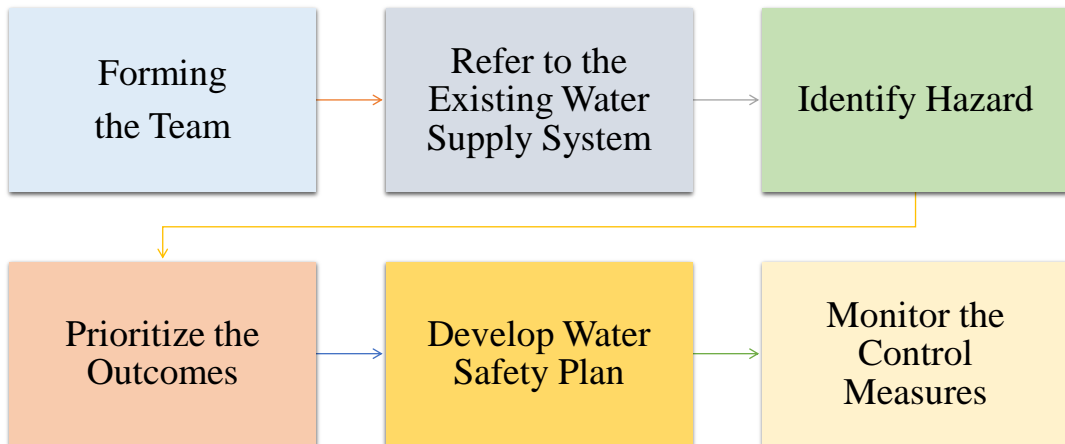 Forming
the Team
Refer to the
Existing Water
Supply System
Identify Hazard
Prioritize the
Outcomes
Develop Water
Safety Plan
Monitor the
Control
Measures